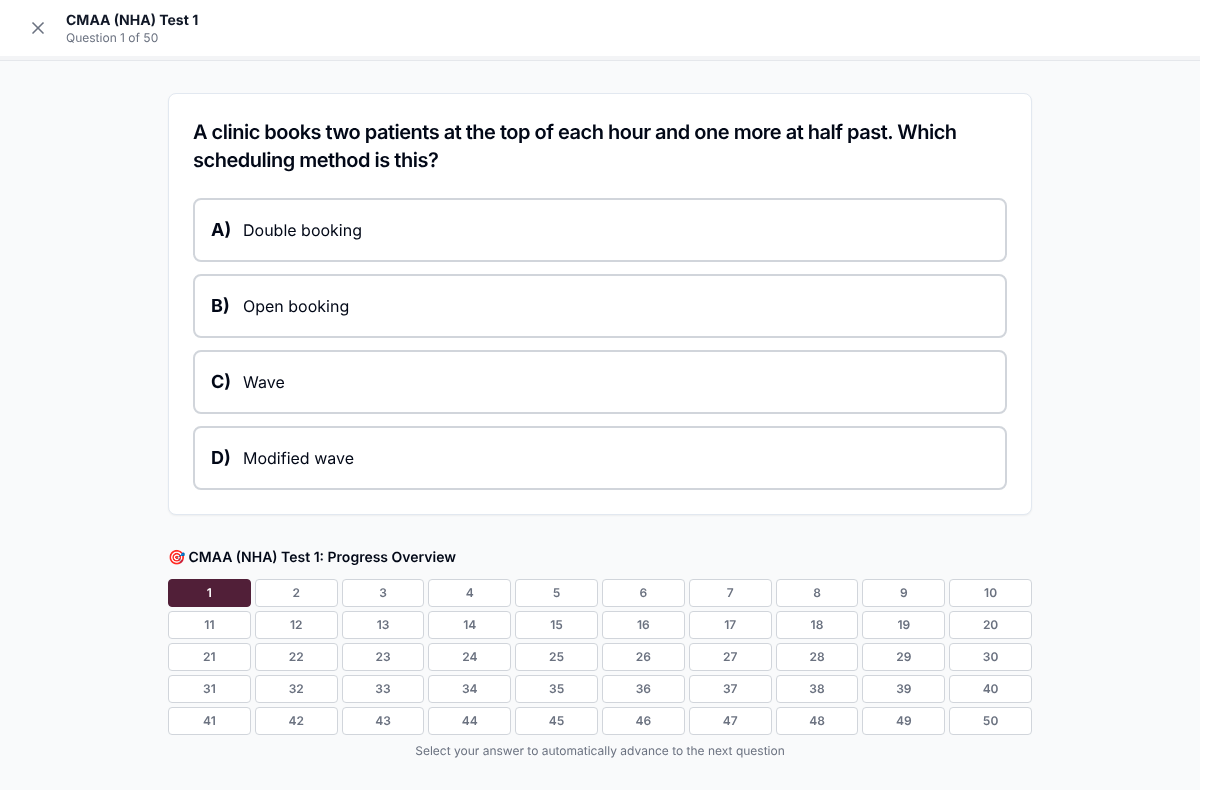 CMAA (NHA) Test 1
Question 1 of 50
A clinic books two patients at the top of each hour and one more at half past. Which
scheduling method is this?
A) Double booking
B) Open booking
C) Wave
D) Modified wave
🎯 CMAA (NHA) Test 1: Progress Overview
1 2 3 4 5 6 7 8 9 10
11 12 13 14 15 16 17 18 19 20
21 22 23 24 25 26 27 28 29 30
31 32 33 34 35 36 37 38 39 40
41 42 43 44 45 46 47 48 49 50
Select your answer to automatically advance to the next question